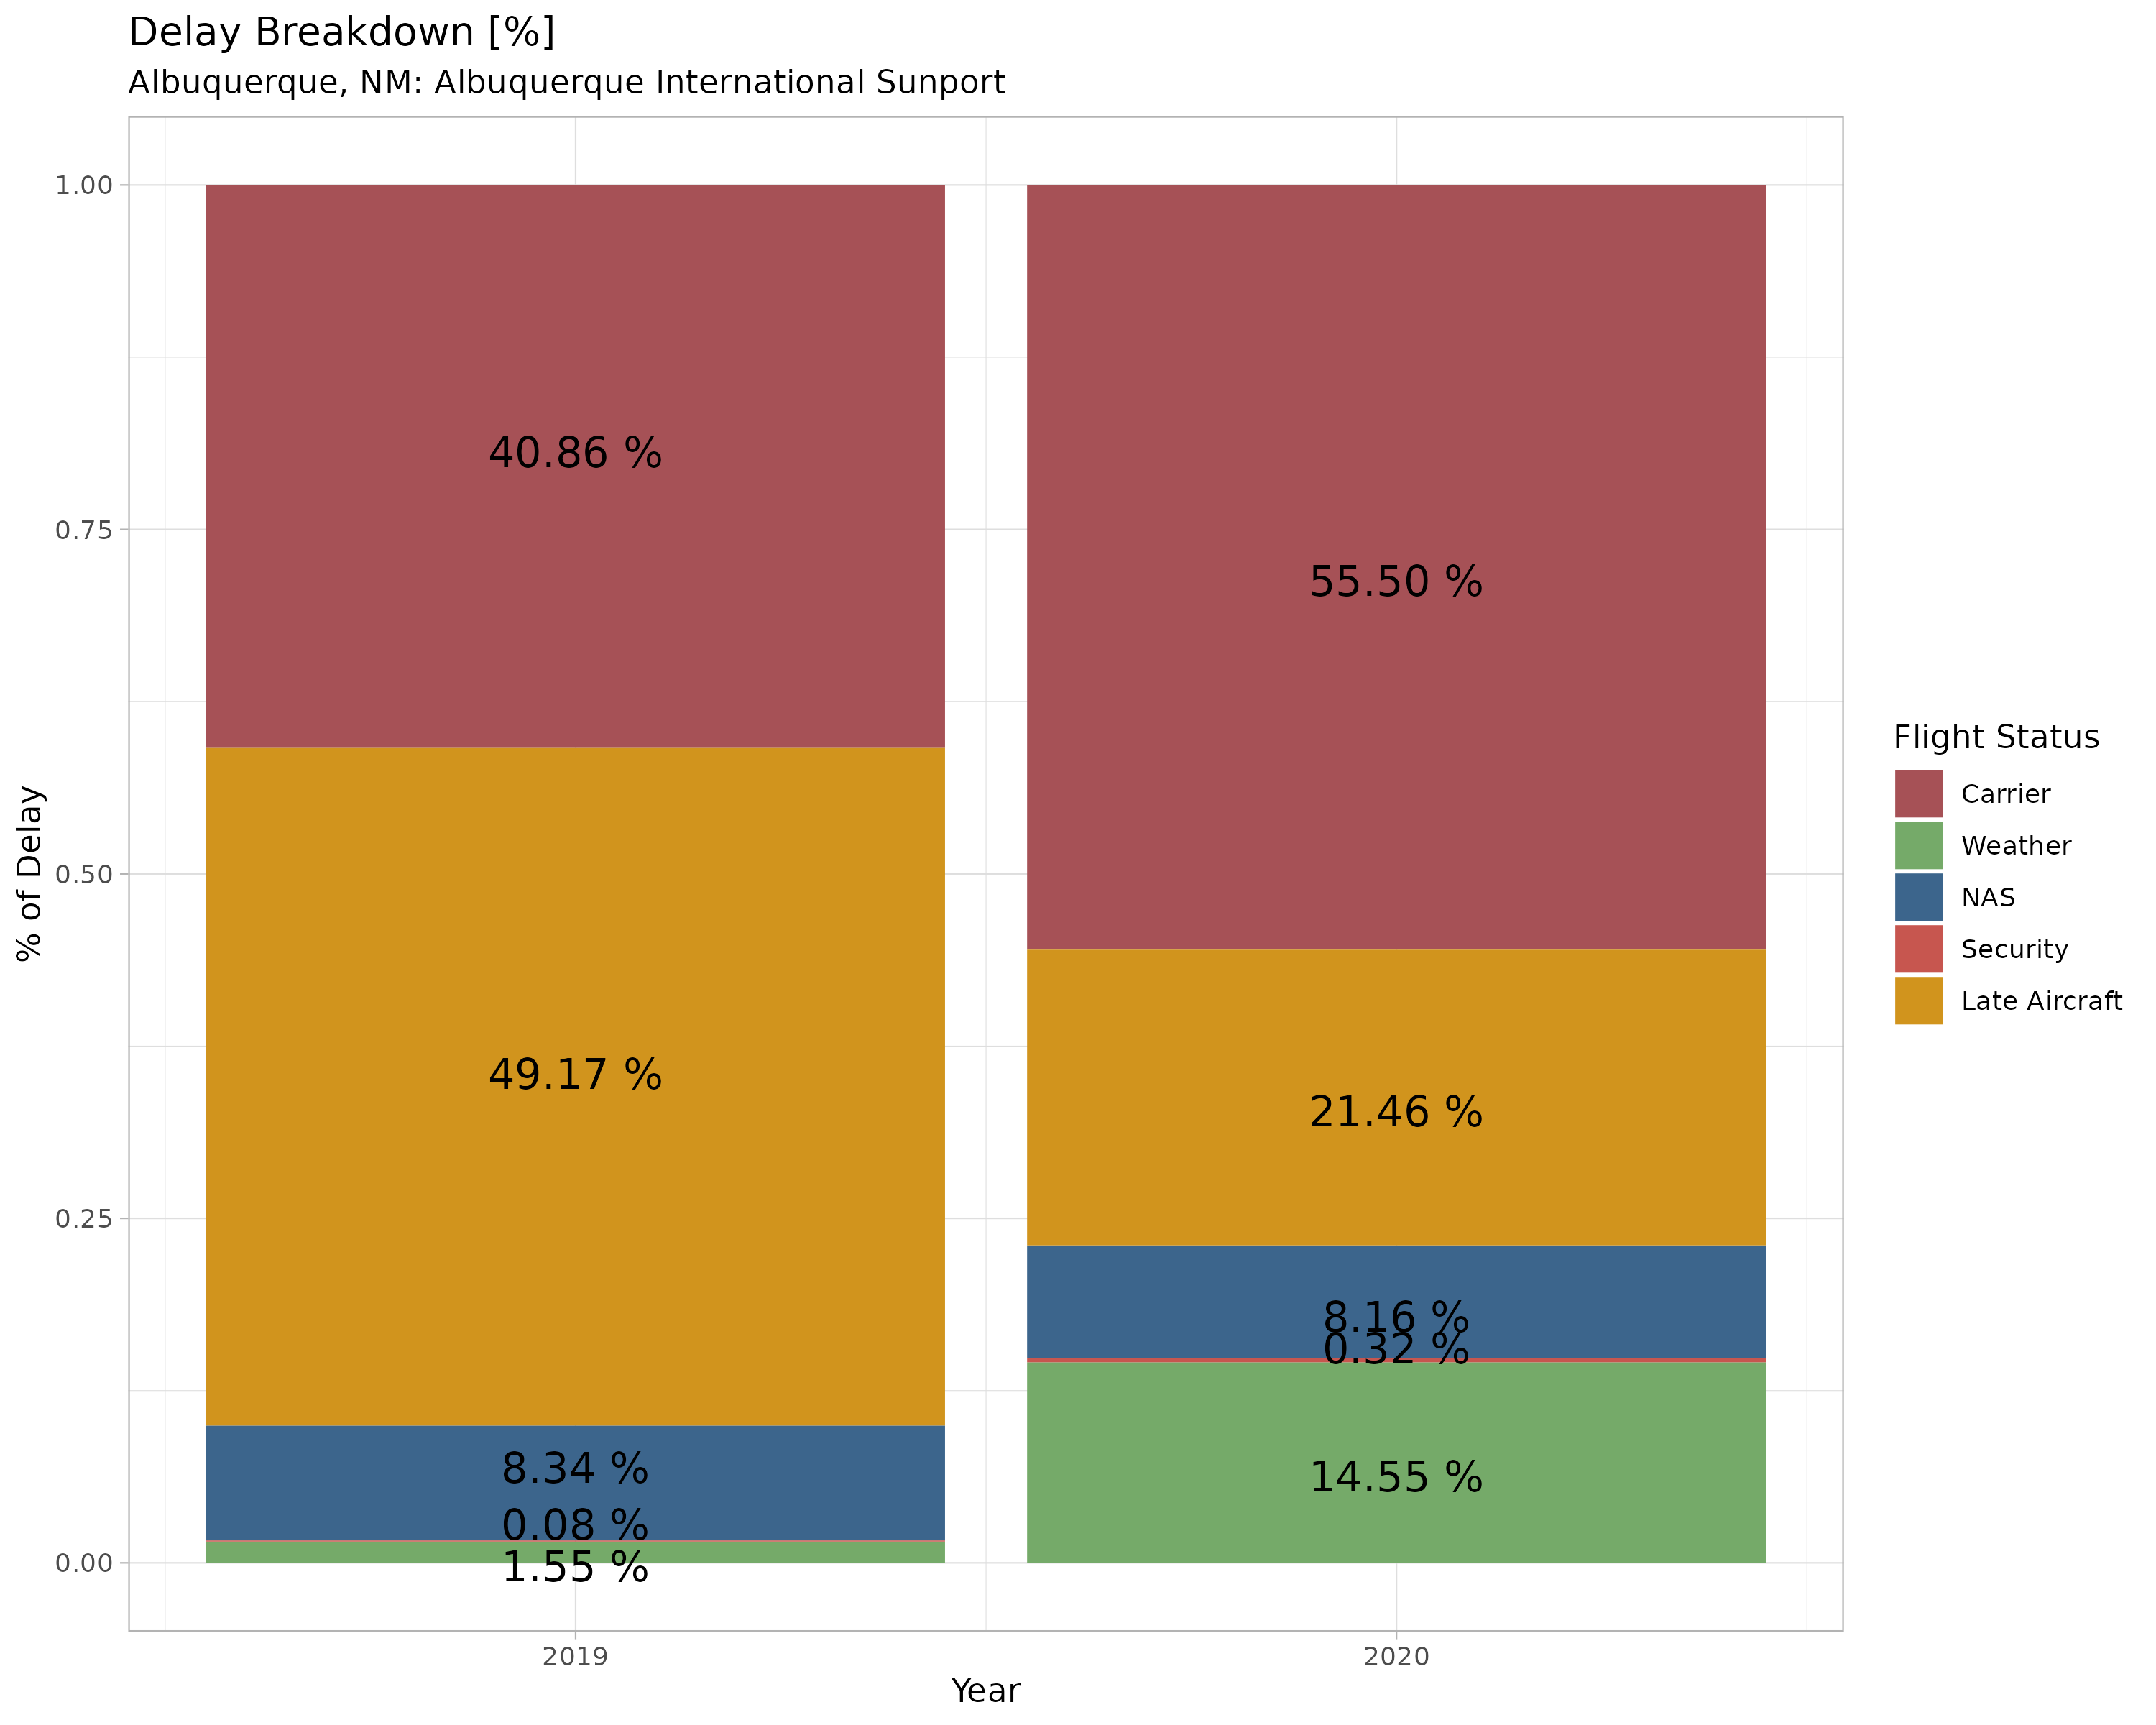 Delay Breakdown [%]
Albuquerque, NM: Albuquerque International Sunport
% of Delay
1.00
0.75
0.50
0.25
0.00
40.86 %
49.17 %
8.34 %
0.08 %
1.55 %
55.50 %
21.46 %
8.16 %
0.32 %
14.55 %
2019
2020
Year
Flight Status
Carrier
Weather
NAS
Security
Late Aircraft